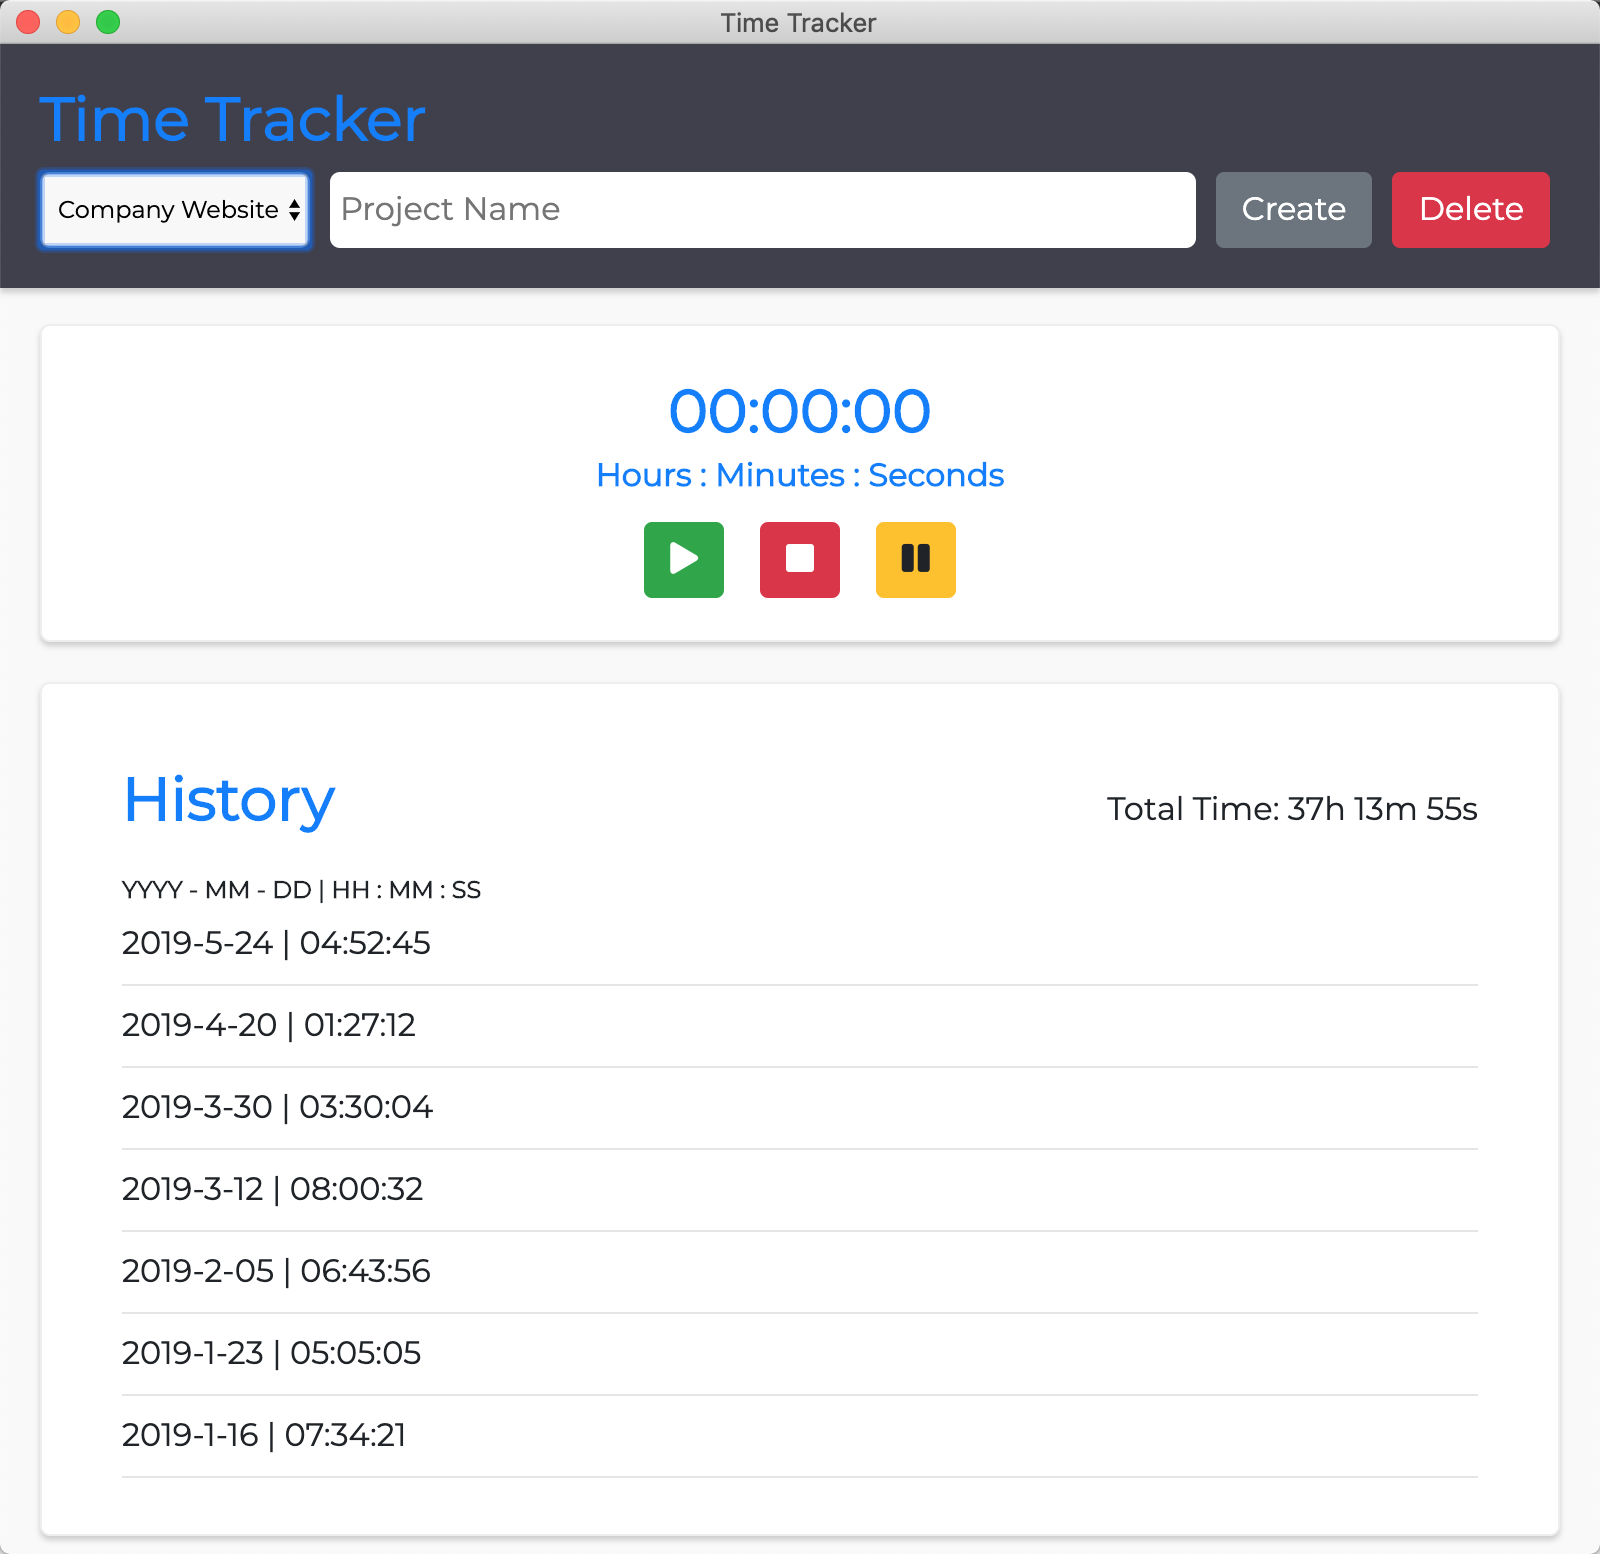 Time Tracker
Time Tracker
Company Website
Project Name
Create
Delete
00:00:00
Hours : Minutes : Seconds
History
Total Time: 37h 13m 55s
YYYY - MM - DD | HH : MM : SS
2019-5-24 | 04:52:45
2019-4-20 | 01:27:12
2019-3-30 | 03:30:04
2019-3-12 | 08:00:32
2019-2-05 | 06:43:56
2019-1-23 | 05:05:05
2019-1-16 | 07:34:21